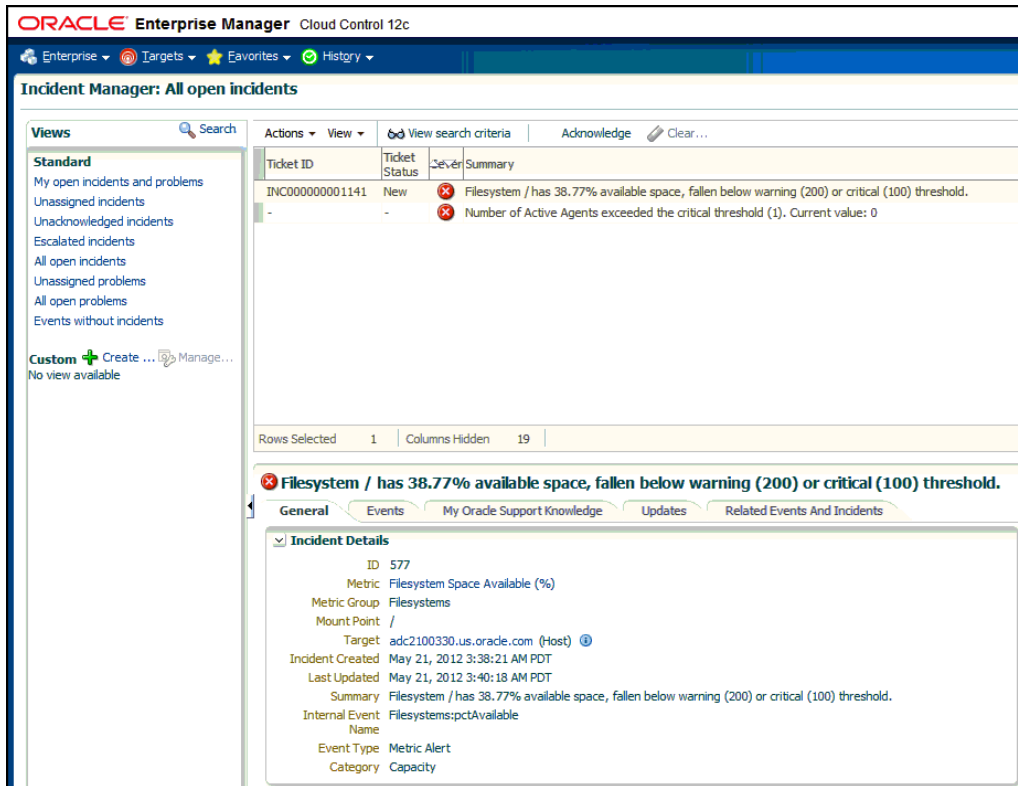 ORACLE Enterprise Manager Cloud Control 12c
Enterprise Targets Favorites History
Incident Manager: All open incidents
Views
Search
Standard
My open incidents and problems
Unassigned incidents
Unacknowledged incidents
Escalated incidents
All open incidents
Unassigned problems
All open problems
Events without incidents
Custom Create ... Manage...
No view available
Actions View View search criteria Acknowledge Clear...
Ticket ID Ticket Status Summary
INC000000001141 New Filesystem / has 38.77% available space, fallen below warning (200) or critical (100) threshold.
- - Number of Active Agents exceeded the critical threshold (1). Current value: 0
Rows Selected 1 Columns Hidden 19
Filesystem / has 38.77% available space, fallen below warning (200) or critical (100) threshold.
General Events My Oracle Support Knowledge Updates Related Events And Incidents
Incident Details
ID 577
Metric Filesystem Space Available (%)
Metric Group Filesystems
Mount Point /
Target adc2100330.us.oracle.com (Host)
Incident Created May 21, 2012 3:38:21 AM PDT
Last Updated May 21, 2012 3:40:18 AM PDT
Summary Filesystem / has 38.77% available space, fallen below warning (200) or critical (100) threshold.
Internal Event Name Filesystems:pctAvailable
Event Type Metric Alert
Category Capacity